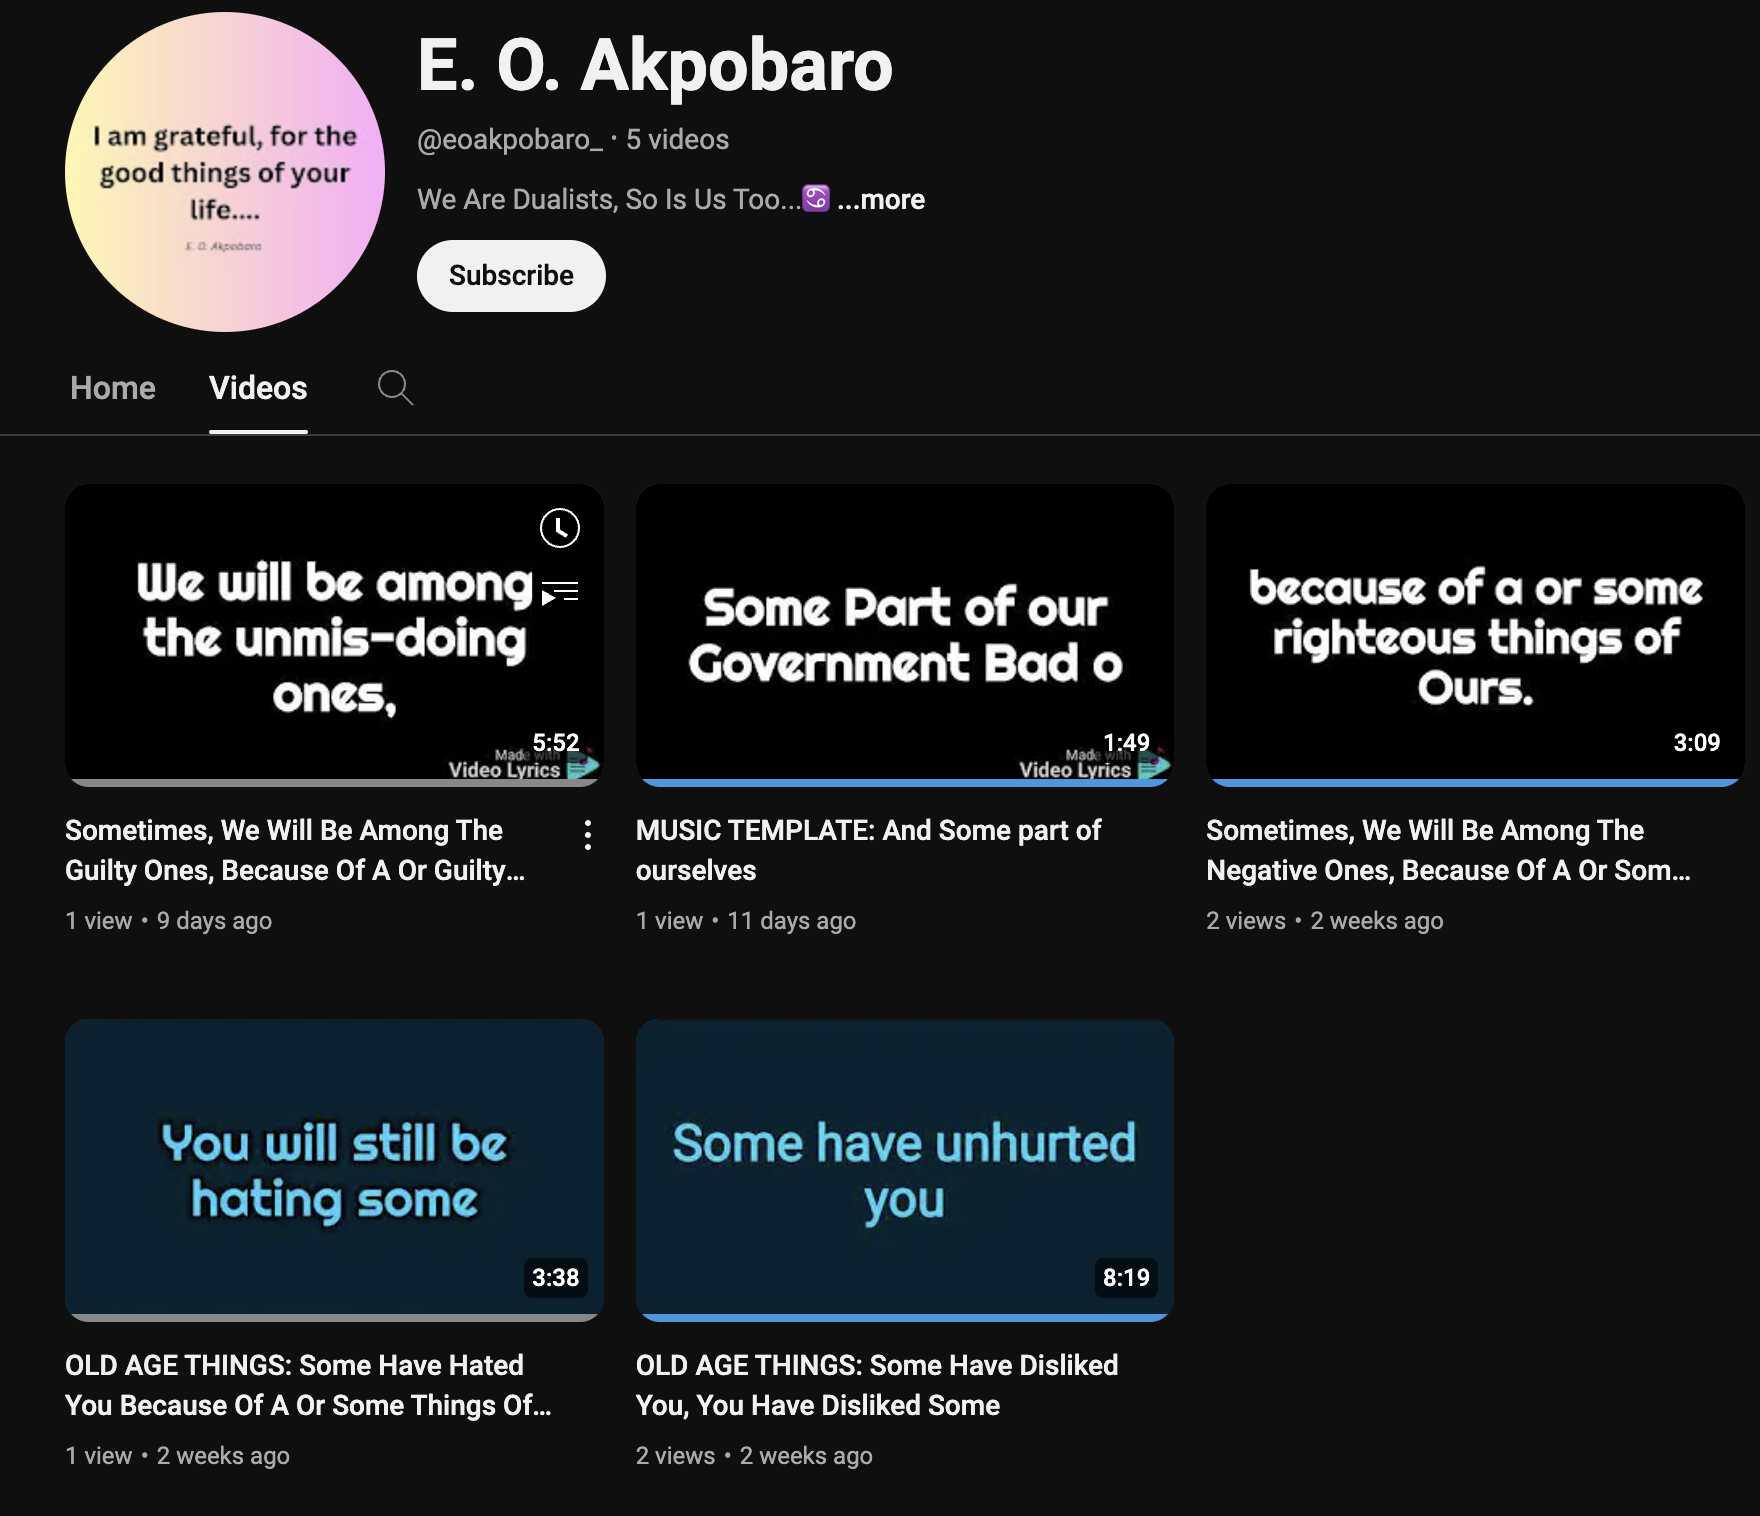 I am grateful, for the
good things of your
life....
E. O. Akpobaro
E. O. Akpobaro
@eoakpobaro_ · 5 videos
We Are Dualists, So Is Us Too...♋ ...more
Subscribe
Home
Videos
We will be among
the unmis-doing
ones,
5:52
Made with
Video Lyrics
Sometimes, We Will Be Among The
Guilty Ones, Because Of A Or Guilty...
1 view • 9 days ago
Some Part of our
Government Bad o
1:49
Made with
Video Lyrics
MUSIC TEMPLATE: And Some part of
ourselves
1 view • 11 days ago
because of a or some
righteous things of
Ours.
3:09
Sometimes, We Will Be Among The
Negative Ones, Because Of A Or Som...
2 views • 2 weeks ago
You will still be
hating some
3:38
OLD AGE THINGS: Some Have Hated
You Because Of A Or Some Things Of...
1 view • 2 weeks ago
Some have unhurted
you
8:19
OLD AGE THINGS: Some Have Disliked
You, You Have Disliked Some
2 views • 2 weeks ago